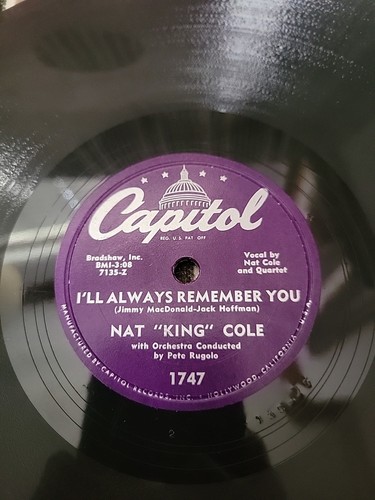 Capitol
REG. U.S. PAT. OFF.
Bradshaw, Inc.
BMI-3:08
7135-Z
Vocal by
Nat Cole
and Quartet
I'LL ALWAYS REMEMBER YOU
(Jimmy MacDonald-Jack Hoffman)
NAT "KING" COLE
with Orchestra Conducted
by Pete Rugolo
1747
MANUFACTURED BY CAPITOL RECORDS, INC. • HOLLYWOOD, CALIFORNIA, U.S.A.